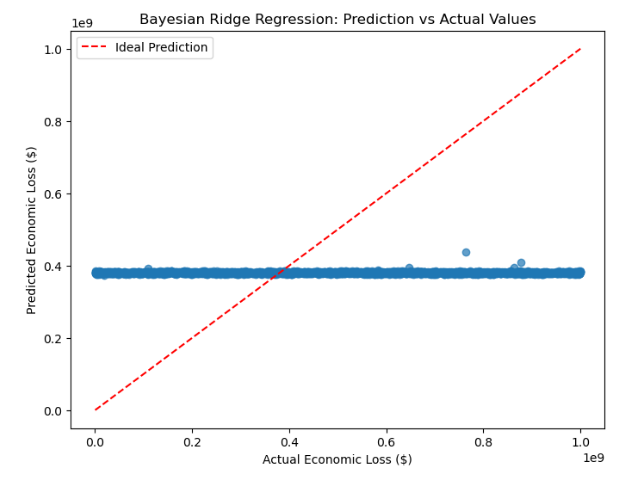 Bayesian Ridge Regression: Prediction vs Actual Values
1e9
Ideal Prediction
1.0
0.8
0.6
0.4
0.2
0.0
Predicted Economic Loss ($)
0.0 0.2 0.4 0.6 0.8 1.0
1e9
Actual Economic Loss ($)